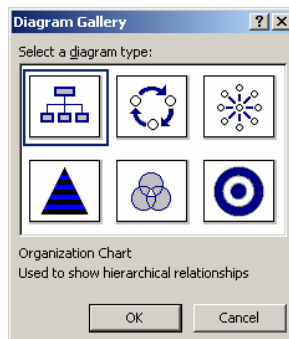 Diagram Gallery
Select a diagram type:
Organization Chart
Used to show hierarchical relationships
OK Cancel